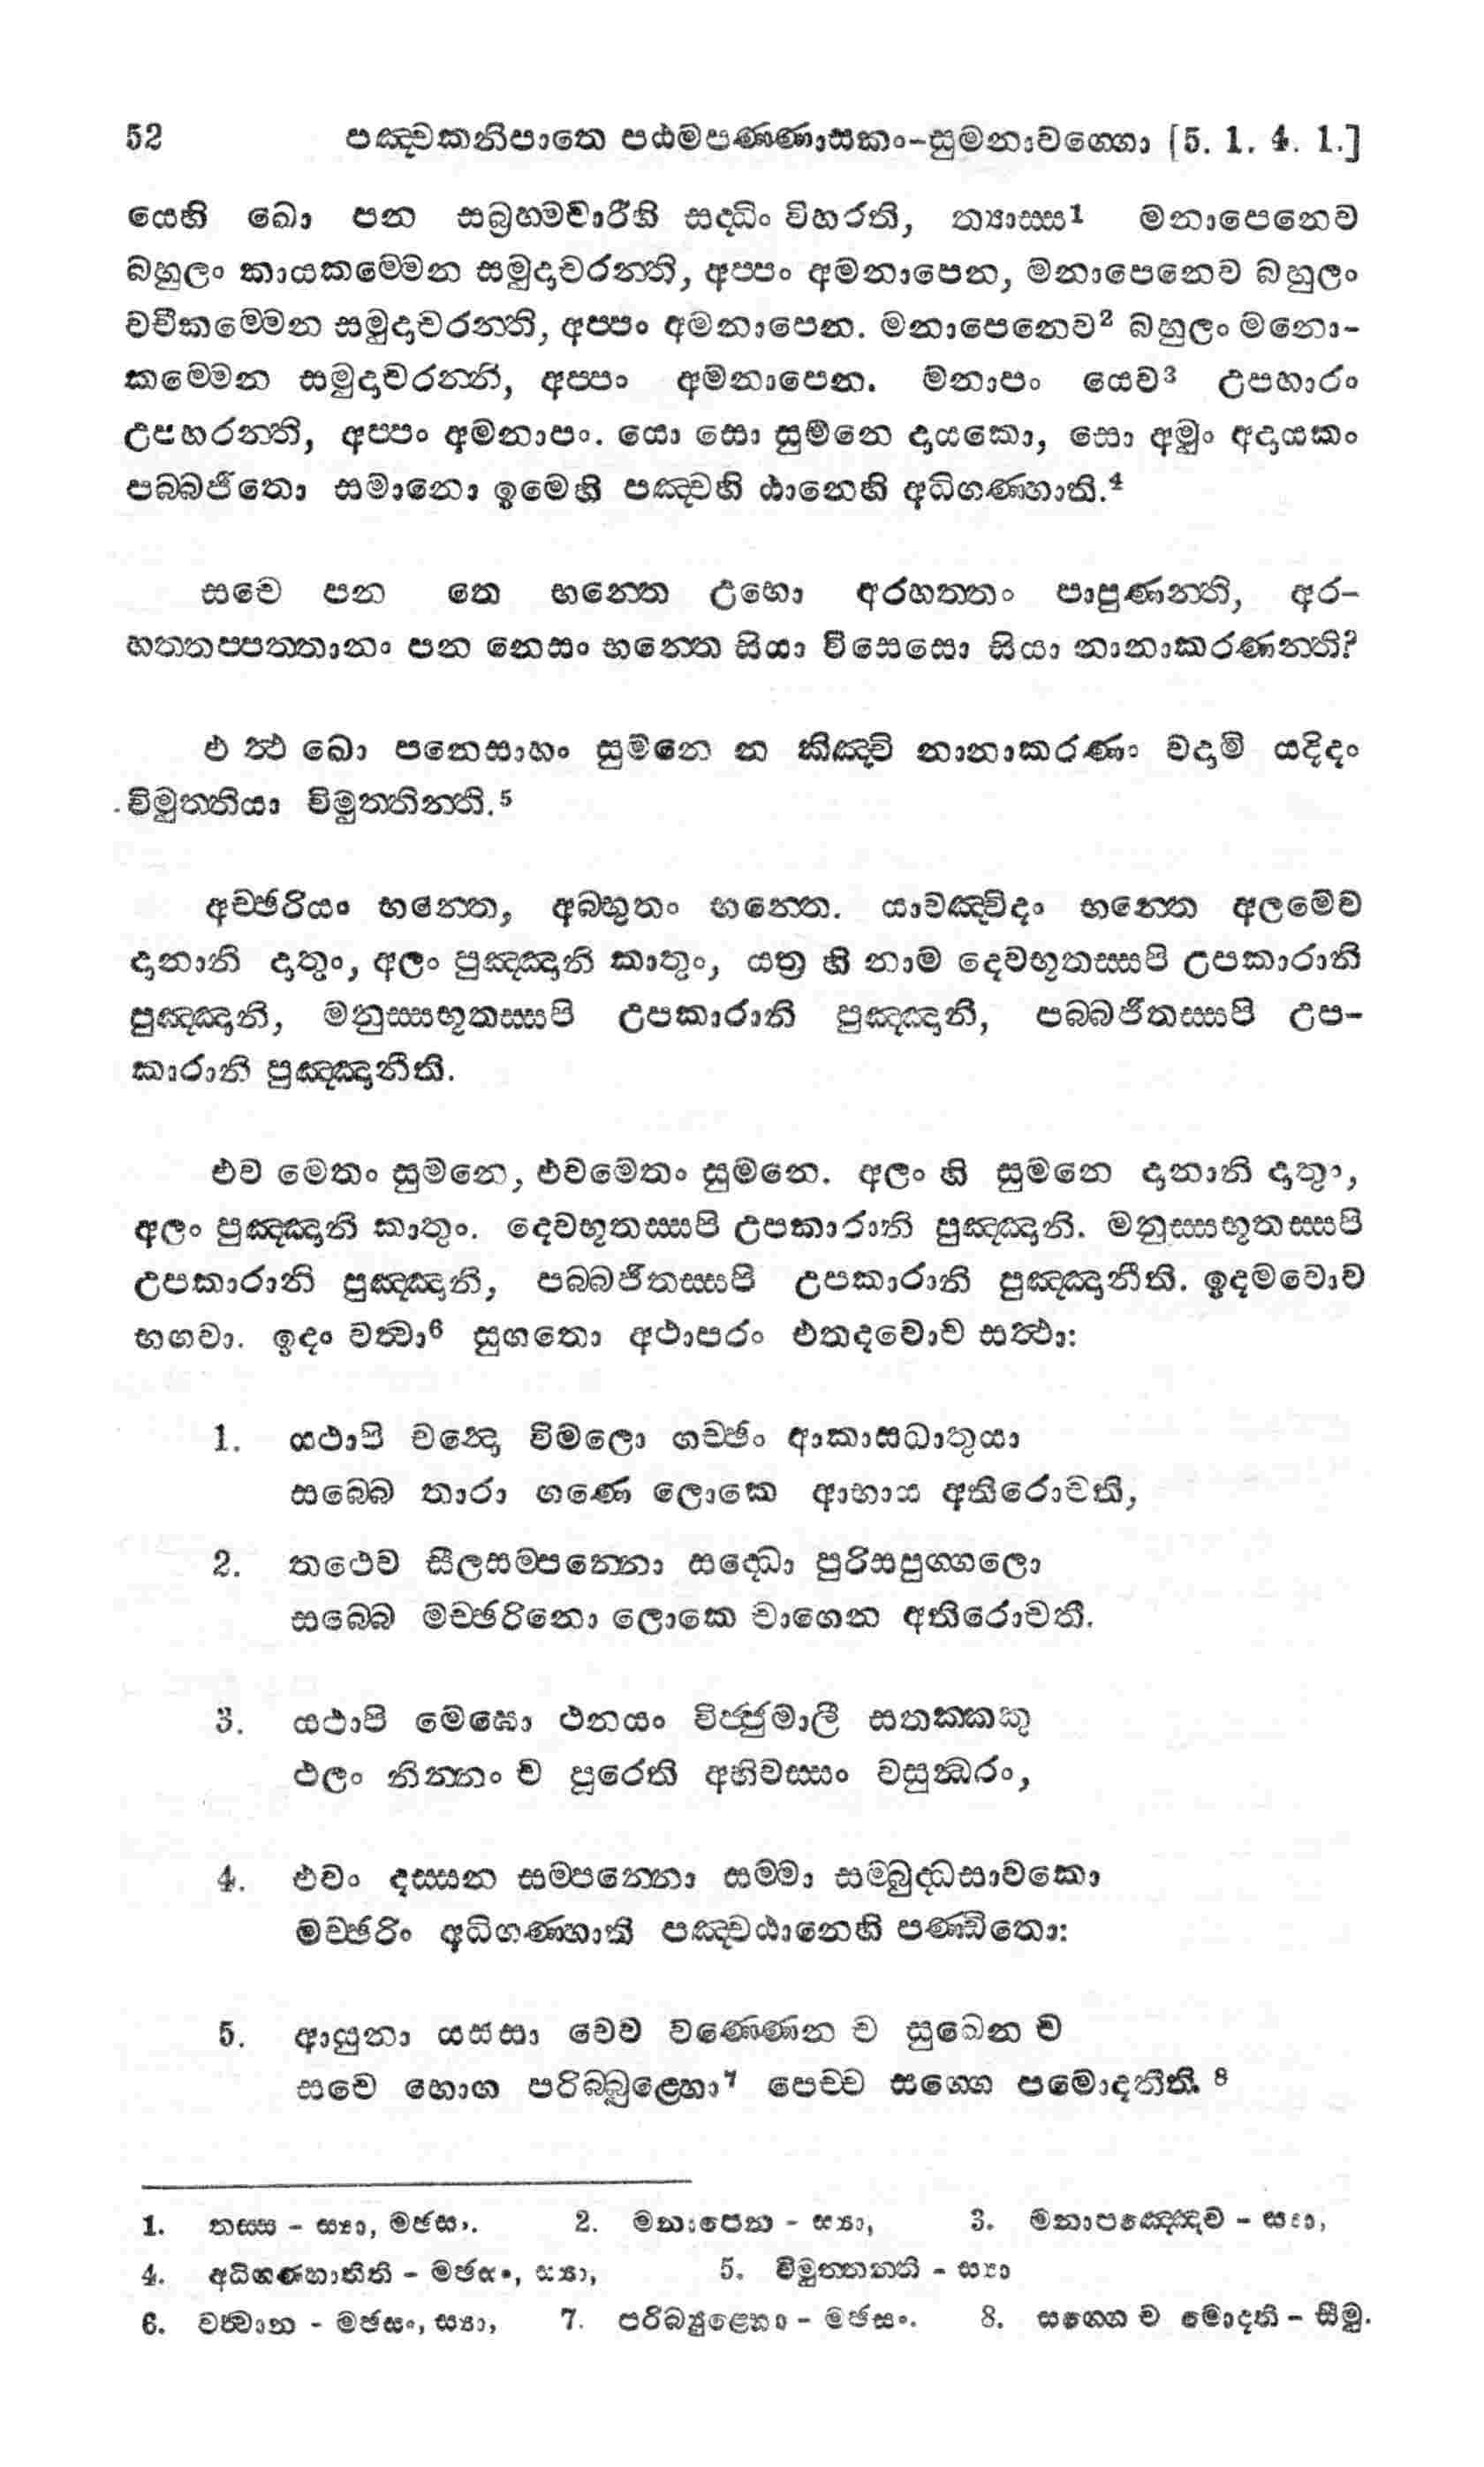 52 පඤ්චකනිපාතෙ පඨමපණ්ණාසකං-සුමනාවග්ගො [5. 1. 4. 1.]
යෙහි ඛො පන සබ්‍රහ්මචාරීහි සද්ධිං විහරති, ත්‍යාස්ස1 මනාපෙනෙව
බහුලං කායකම්මෙන සමුදාචරන්ති, අප්පං අමනාපෙන, මනාපෙනෙව බහුලං
වචීකම්මෙන සමුදාචරන්ති, අප්පං අමනාපෙන. මනාපෙනෙව2 බහුලං මනො-
කම්මෙන සමුදාචරන්ති, අප්පං අමනාපෙන. මනාපං යෙව3 උපහාරං
උපහරන්ති, අප්පං අමනාපං. යො සො සුමනෙ දායකො, සො අමුං අදායකං
පබ්බජිතො සමානො ඉමෙහි පඤ්චහි ඨානෙහි අධිගණ්හාති.4
සචෙ පන තෙ භන්තෙ උභො අරහත්තං පාපුණන්ති, අර-
හත්තප්පත්තානං පන නෙසං භන්තෙ සියා විසෙසො සියා නානාකරණන්ති?
එ ත්‍ථ ඛො පනෙසාහං සුමනෙ න කිඤ්චි නානාකරණං වදාමි යදිදං
විමුත්තියා විමුත්තින්ති.5
අච්ඡරියං භන්තෙ, අබ්භුතං භන්තෙ. යාවඤ්චිදං භන්තෙ අලමේව
දානානි දාතුං, අලං පුඤ්ඤානි කාතුං, යත්‍ර හි නාම දෙවභූතස්සපි උපකාරානි
පුඤ්ඤානි, මනුස්සභූතස්සපි උපකාරානි පුඤ්ඤානි, පබ්බජිතස්සපි උප-
කාරානි පුඤ්ඤානීති.
එව මෙතං සුමනෙ, එවමෙතං සුමනෙ. අලං හි සුමනෙ දානානි දාතුං,
අලං පුඤ්ඤානි කාතුං. දෙවභූතස්සපි උපකාරානි පුඤ්ඤානි. මනුස්සභූතස්සපි
උපකාරානි පුඤ්ඤානි, පබ්බජිතස්සපි උපකාරානි පුඤ්ඤානීති. ඉදමවොච
භගවා. ඉදං වත්‍වා6 සුගතො අථාපරං එතදවොච සත්‍ථා:
1. යථාපි චන්‍දො විමලො ගච්ඡං ආකාසධාතුයා
සබ්බෙ තාරා ගණෙ ලොකෙ ආභාය අතිරොචති,
2. තථෙව සීලසම්පන්නො සද්ධො පුරිසපුග්ගලො
සබ්බෙ මච්ඡරිනො ලොකෙ චාගෙන අතිරොචතී.
3. යථාපි මෙඝො ථනයං විජ්ජුමාලී සතක්කකු
ථලං නින්නං ච පූරෙති අභිවස්සං වසුන්‍ධරං,
4. එවං දස්සන සම්පන්නො සම්මා සම්බුද්ධසාවකො
මච්ඡරිං අධිගණ්හාති පඤ්චඨානෙහි පණ්ඩිතො:
5. ආයුනා යසසා චෙව වණ්ණෙන ච සුඛෙන ච
සචෙ භොග පරිබ්බූළ්හො7 පෙච්ච සග්ගෙ පමොදතීති. 8
1. තස්ස - ස්‍යා, මඡසං. 2. මනාපෙන - ස්‍යා, 3. මනාපඤ්ඤෙව - ස්‍යා,
4. අධිගණ්හාතීති - මඡසං, ස්‍යා, 5. විමුත්තන්ති - ස්‍යා
6. වත්‍වාන - මඡසං, ස්‍යා, 7. පරිබ්‍යුළ්හො - මඡසං. 8. සග්ගෙ ච මොදති - සීමු.